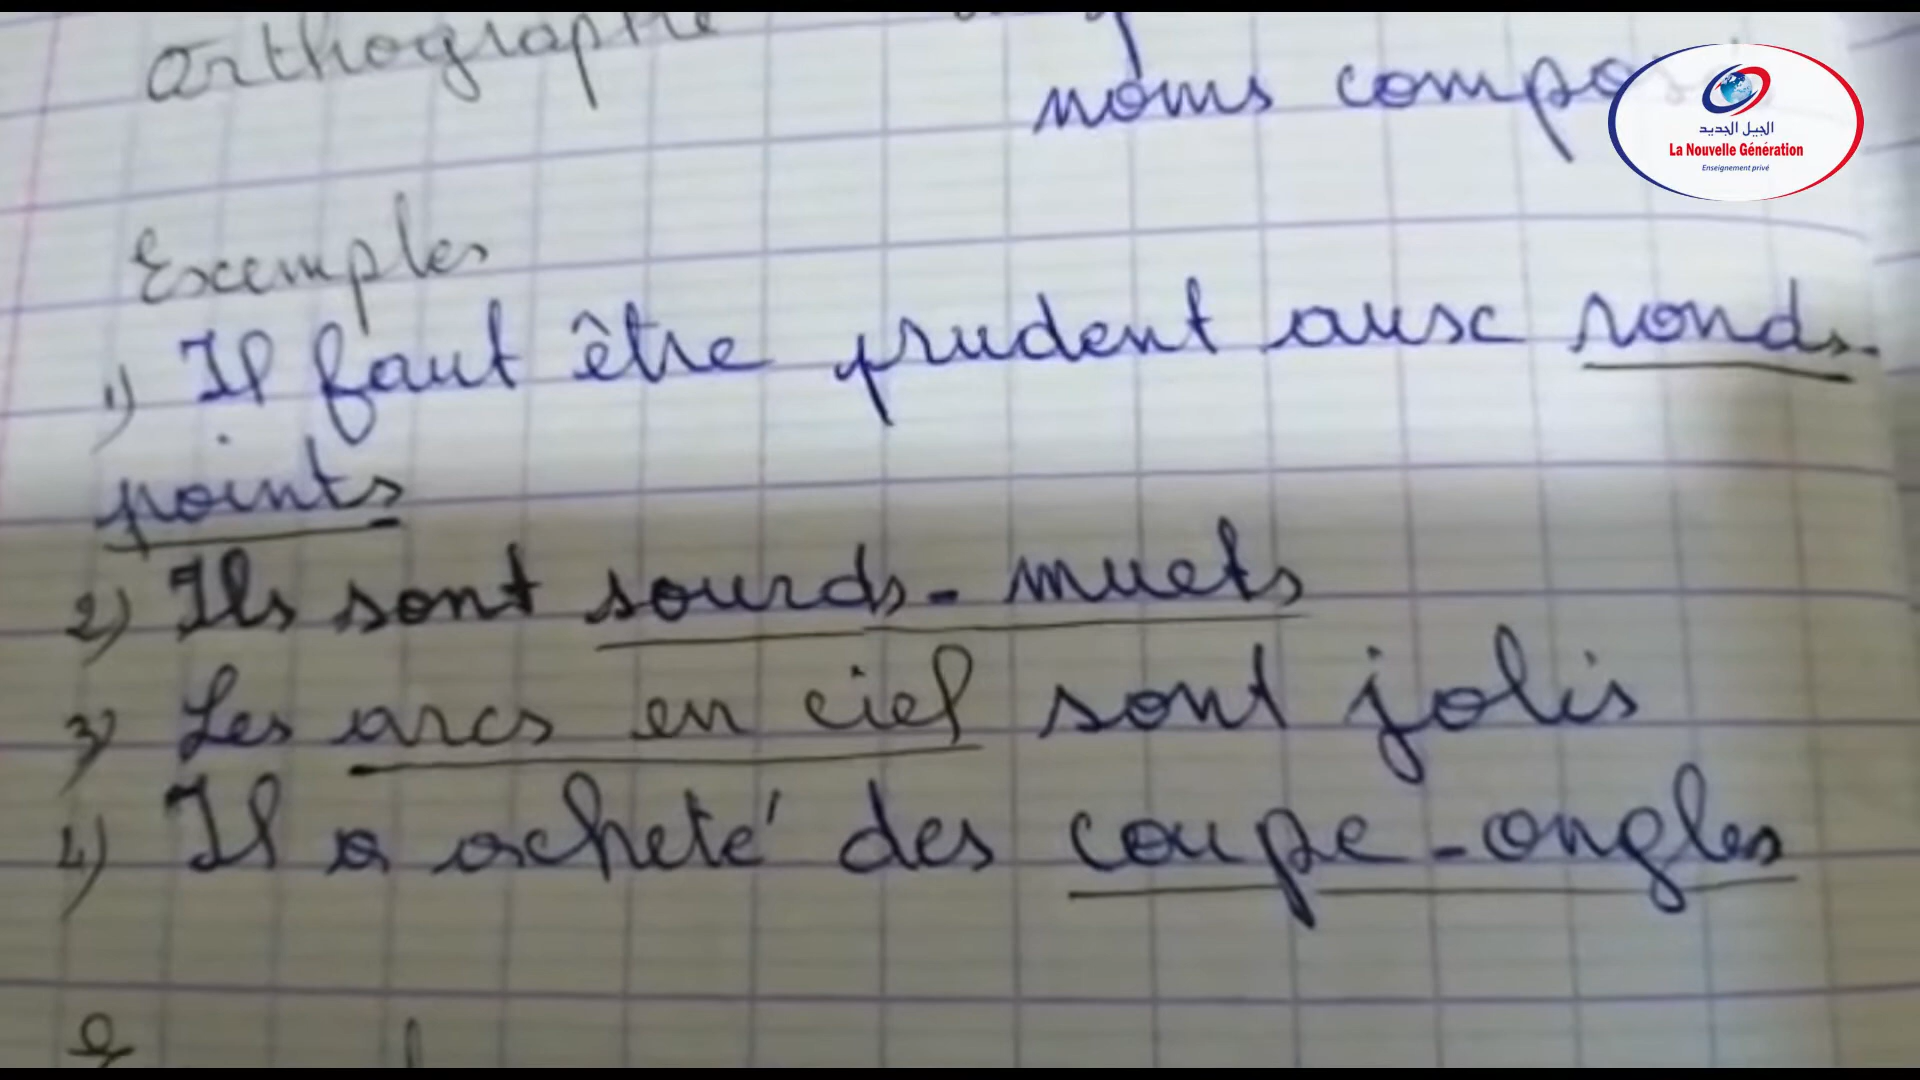 Orthographe
noms compos
الجيل الجديد
La Nouvelle Génération
Enseignement privé
Exemples
1) Il faut être prudent aux ronds-
points
2) Ils sont sourds-muets
3) Les arcs en ciel sont jolis
4) Il a acheté des coupe-ongles